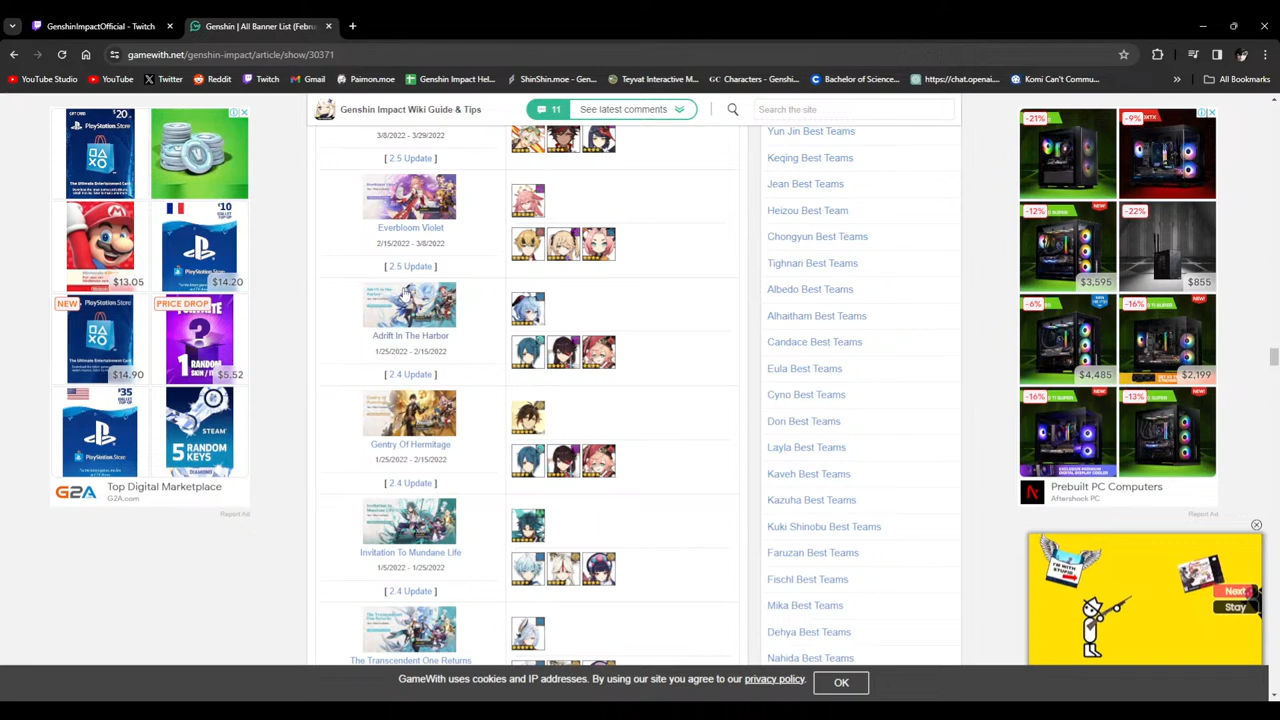 GenshinImpactOfficial - Twitch
Genshin | All Banner List (Febru
gamewith.net/genshin-impact/article/show/30371
YouTube Studio
YouTube
Twitter
Reddit
Twitch
Gmail
Paimon.moe
Genshin Impact Hel...
ShinShin.moe - Gen...
Teyvat Interactive M...
Characters - Genshi...
Bachelor of Science...
https://chat.openai....
Komi Can't Commu...
All Bookmarks
Genshin Impact Wiki Guide & Tips
11
See latest comments
Search the site
3/8/2022 - 3/29/2022
[ 2.5 Update ]
Everbloom Violet
2/15/2022 - 3/8/2022
[ 2.5 Update ]
Adrift In The Harbor
1/25/2022 - 2/15/2022
[ 2.4 Update ]
Gentry Of Hermitage
1/25/2022 - 2/15/2022
[ 2.4 Update ]
Invitation To Mundane Life
1/5/2022 - 1/25/2022
[ 2.4 Update ]
The Transcendent One Returns
Yun Jin Best Teams
Keqing Best Teams
Jean Best Teams
Heizou Best Team
Chongyun Best Teams
Tighnari Best Teams
Albedo Best Teams
Alhaitham Best Teams
Candace Best Teams
Eula Best Teams
Cyno Best Teams
Dori Best Teams
Layla Best Teams
Kaveh Best Teams
Kazuha Best Teams
Kuki Shinobu Best Teams
Faruzan Best Teams
Fischl Best Teams
Mika Best Teams
Dehya Best Teams
Nahida Best Teams
$20
€10
$13.05
$14.20
NEW
PRICE DROP
1 RANDOM
$14.90
$5.52
$35
STEAM
5 RANDOM
KEYS
G2A
Top Digital Marketplace
G2A.com
Report Ad
-21%
-9%
-12%
NEW!
-22%
$3,595
$855
-6%
-16%
$4,485
$2,199
-16%
-13%
Prebuilt PC Computers
Aftershock PC
Report Ad
I'M WITH
STUPID
Next
Stay
GameWith uses cookies and IP addresses. By using our site you agree to our privacy policy.
OK